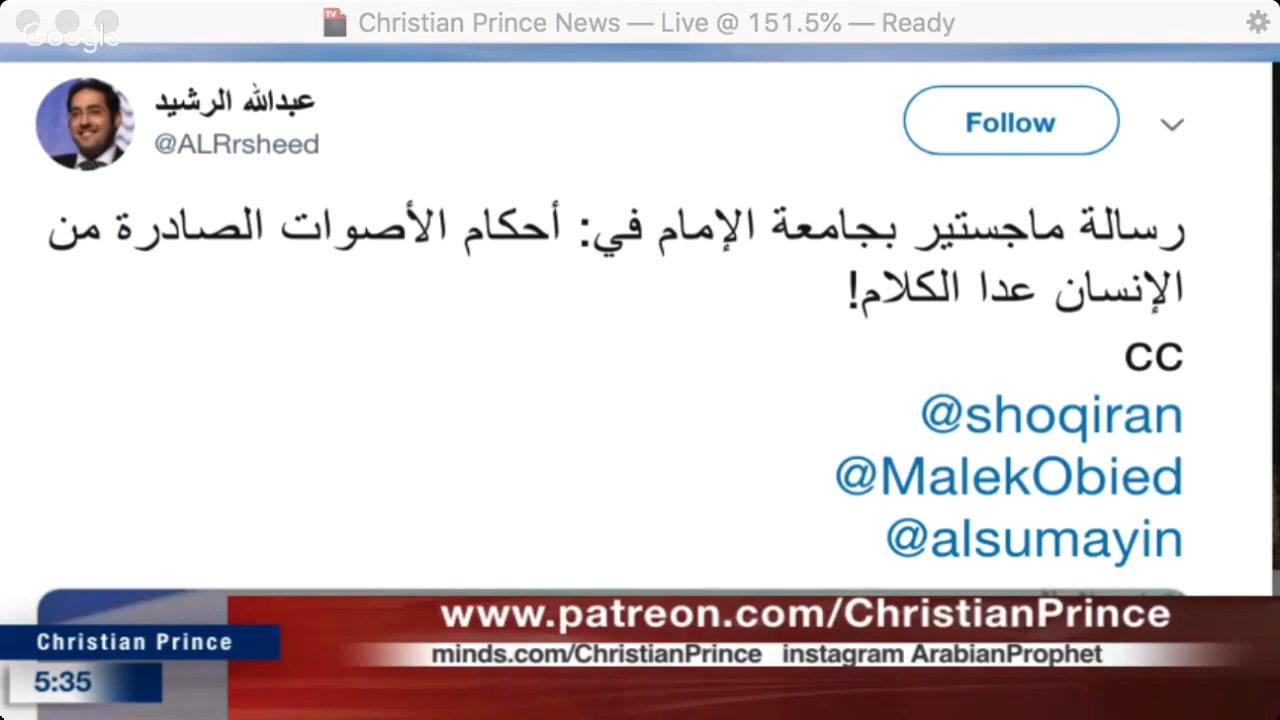 Christian Prince News — Live @ 151.5% — Ready
Google
عبدالله الرشيد
@ALRrsheed
Follow
رسالة ماجستير بجامعة الإمام في: أحكام الأصوات الصادرة من
الإنسان عدا الكلام!
cc
@shoqiran
@MalekObied
@alsumayin
www.patreon.com/ChristianPrince
Christian Prince
minds.com/ChristianPrince instagram ArabianProphet
5:35